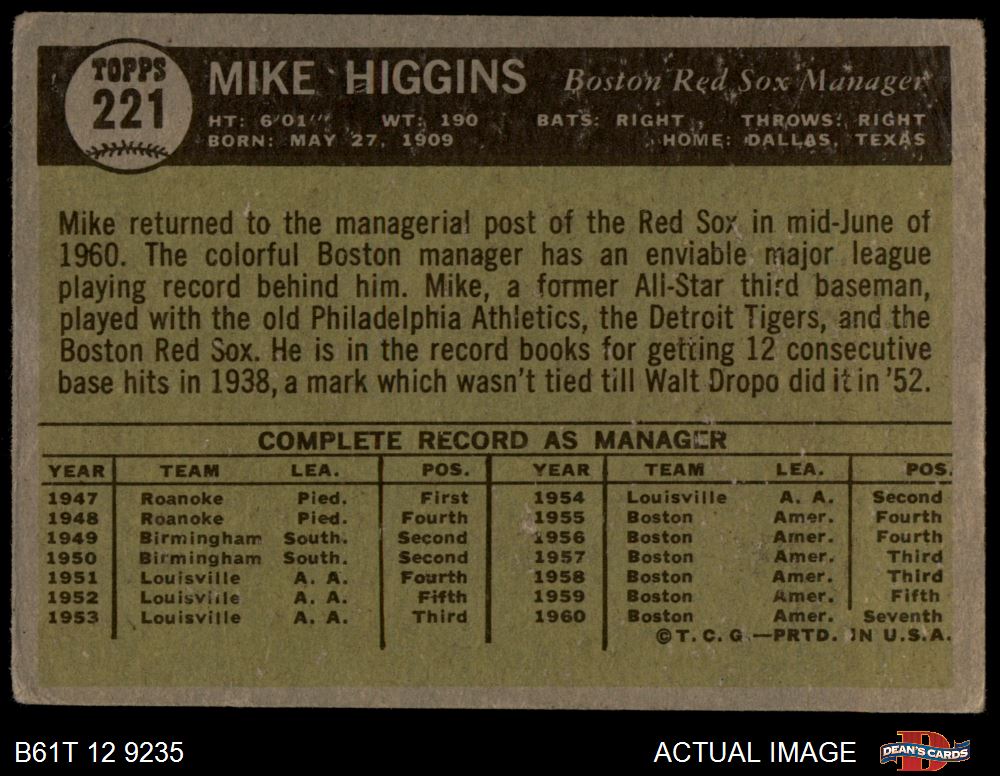 TOPPS
221
MIKE HIGGINS Boston Red Sox Manager
HT: 6'01" WT: 190 BATS: RIGHT THROWS: RIGHT
BORN: MAY 27, 1909 HOME: DALLAS, TEXAS
Mike returned to the managerial post of the Red Sox in mid-June of
1960. The colorful Boston manager has an enviable major league
playing record behind him. Mike, a former All-Star third baseman,
played with the old Philadelphia Athletics, the Detroit Tigers, and the
Boston Red Sox. He is in the record books for getting 12 consecutive
base hits in 1938, a mark which wasn't tied till Walt Dropo did it in '52.
COMPLETE RECORD AS MANAGER
YEAR TEAM LEA. POS. YEAR TEAM LEA. POS.
1947 Roanoke Pied. First 1954 Louisville A. A. Second
1948 Roanoke Pied. Fourth 1955 Boston Amer. Fourth
1949 Birmingham South. Second 1956 Boston Amer. Fourth
1950 Birmingham South. Second 1957 Boston Amer. Third
1951 Louisville A. A. Fourth 1958 Boston Amer. Third
1952 Louisville A. A. Fifth 1959 Boston Amer. Fifth
1953 Louisville A. A. Third 1960 Boston Amer. Seventh
©T. C. G.—PRTD. IN U.S.A.
B61T 12 9235 ACTUAL IMAGE DEAN'S CARDS